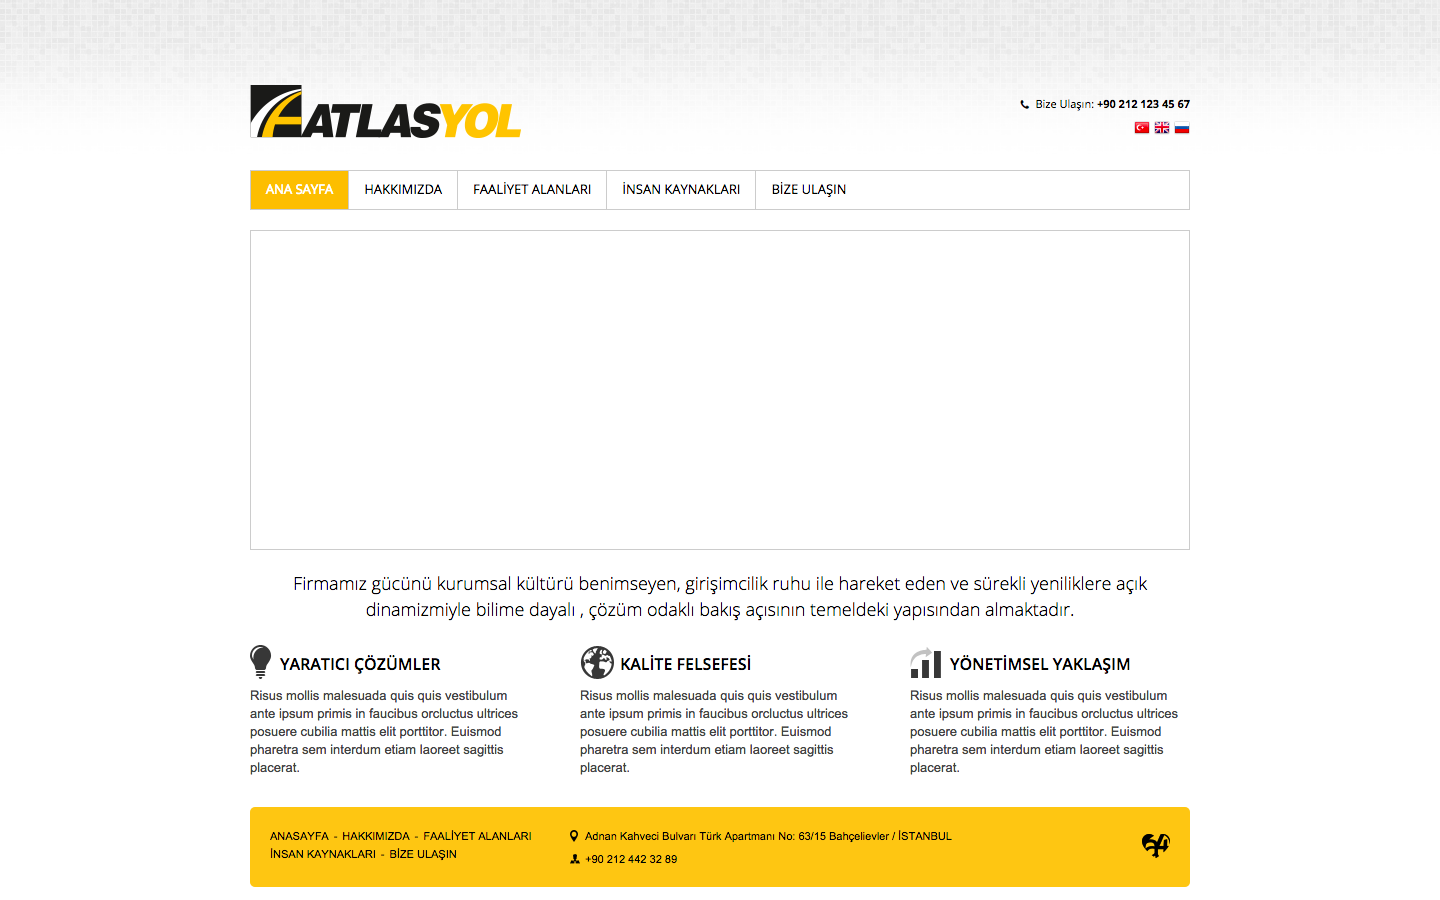 ATLASYOL
Bize Ulaşın: +90 212 123 45 67
ANA SAYFA
HAKKIMIZDA
FAALİYET ALANLARI
İNSAN KAYNAKLARI
BİZE ULAŞIN
Firmamız gücünü kurumsal kültürü benimseyen, girişimcilik ruhu ile hareket eden ve sürekli yeniliklere açık
dinamizmiyle bilime dayalı , çözüm odaklı bakış açısının temeldeki yapısından almaktadır.
YARATICI ÇÖZÜMLER
Risus mollis malesuada quis quis vestibulum
ante ipsum primis in faucibus orcluctus ultrices
posuere cubilia mattis elit porttitor. Euismod
pharetra sem interdum etiam laoreet sagittis
placerat.
KALİTE FELSEFESİ
Risus mollis malesuada quis quis vestibulum
ante ipsum primis in faucibus orcluctus ultrices
posuere cubilia mattis elit porttitor. Euismod
pharetra sem interdum etiam laoreet sagittis
placerat.
YÖNETİMSEL YAKLAŞIM
Risus mollis malesuada quis quis vestibulum
ante ipsum primis in faucibus orcluctus ultrices
posuere cubilia mattis elit porttitor. Euismod
pharetra sem interdum etiam laoreet sagittis
placerat.
ANASAYFA - HAKKIMIZDA - FAALİYET ALANLARI
İNSAN KAYNAKLARI - BİZE ULAŞIN
Adnan Kahveci Bulvarı Türk Apartmanı No: 63/15 Bahçelievler / İSTANBUL
+90 212 442 32 89